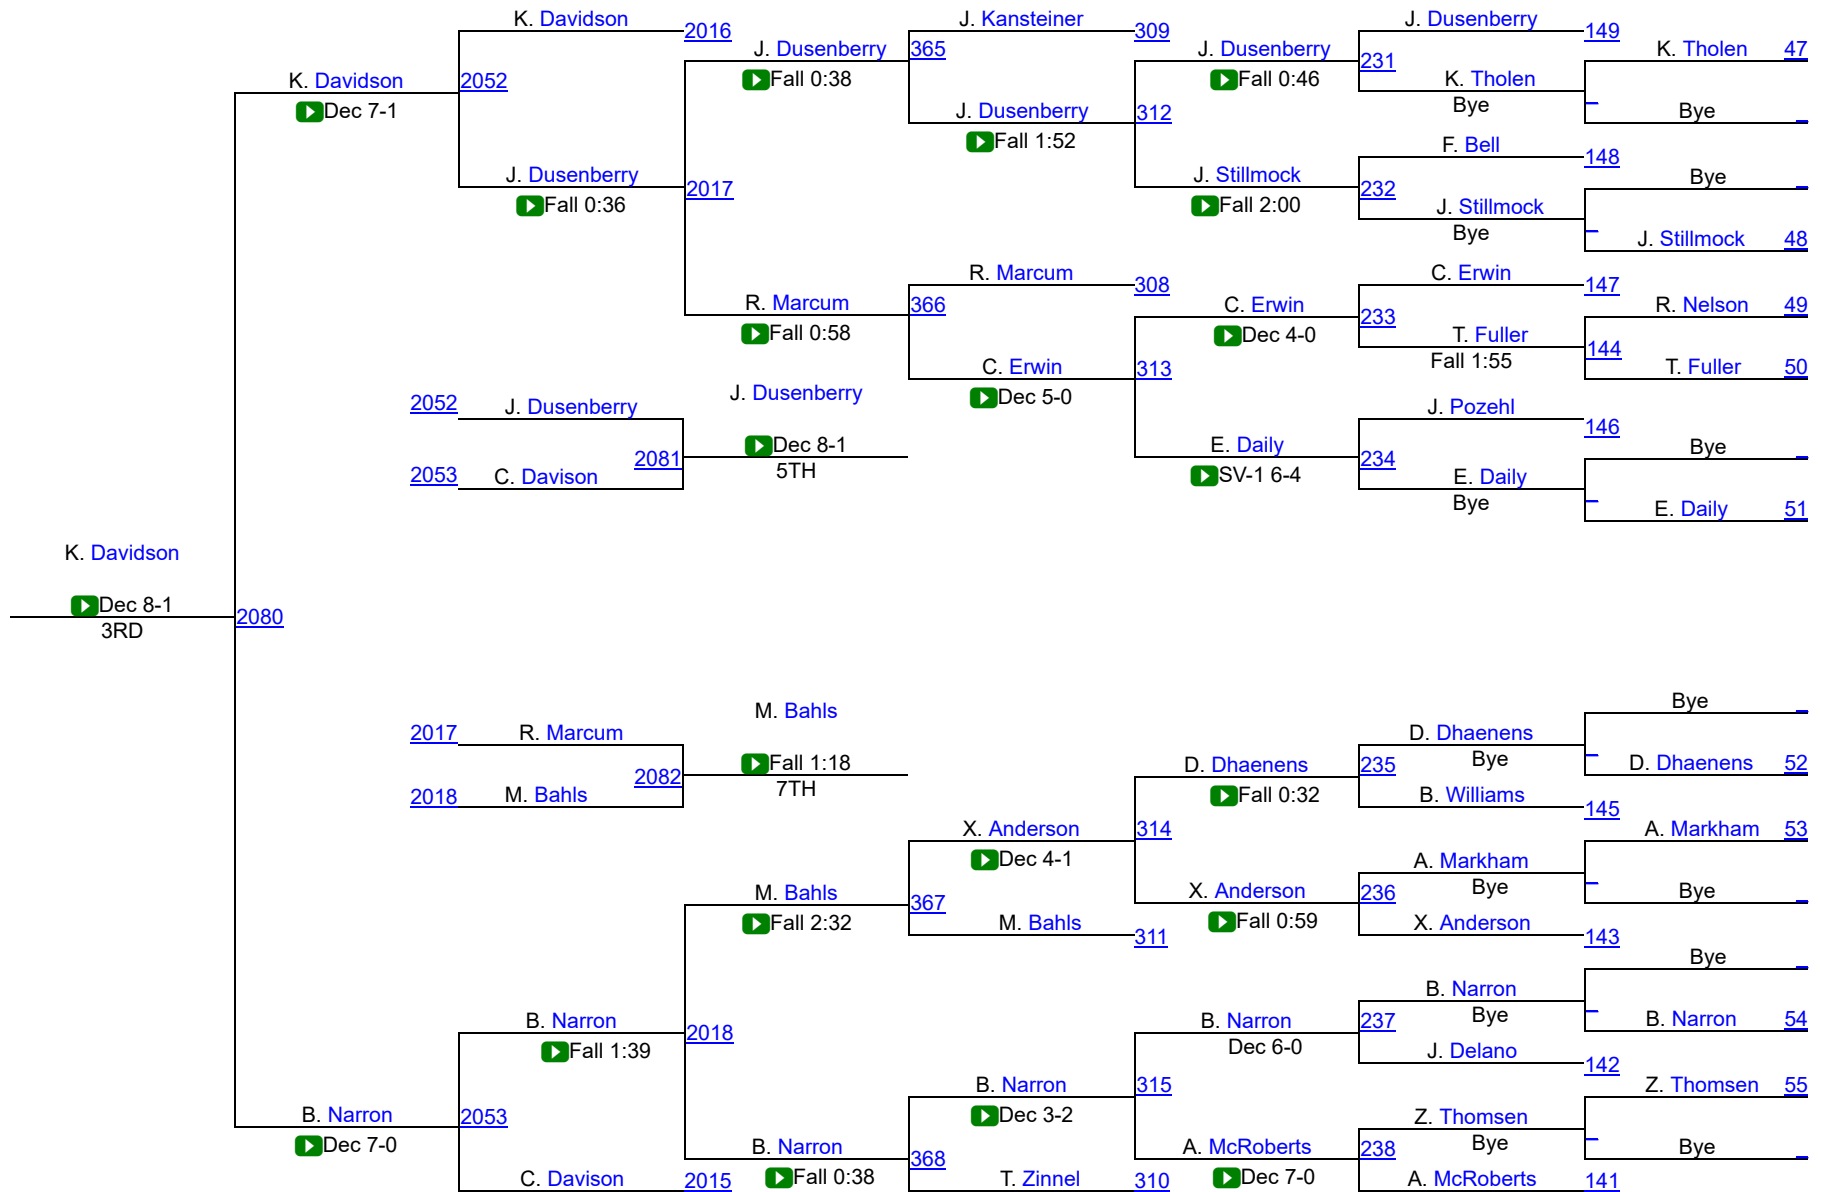 K. Davidson
2016
J. Kansteiner
309
J. Dusenberry
149
J. Dusenberry
365
J. Dusenberry
231
K. Tholen 47
Fall 0:38
Fall 0:46
K. Davidson
2052
K. Tholen
Dec 7-1
J. Dusenberry
312
Bye
Bye
Fall 1:52
F. Bell
148
J. Dusenberry
2017
J. Stillmock
232
Bye
Fall 0:36
Fall 2:00
J. Stillmock
Bye
J. Stillmock 48
R. Marcum
308
C. Erwin
147
R. Marcum
366
C. Erwin
233
R. Nelson 49
Fall 0:58
Dec 4-0
T. Fuller
144
Fall 1:55
C. Erwin
313
T. Fuller 50
Dec 5-0
J. Dusenberry
2052
J. Dusenberry
J. Pozehl
146
Dec 8-1
E. Daily
234
Bye
5TH
SV-1 6-4
2081
2053
C. Davison
E. Daily
Bye
E. Daily 51
K. Davidson
Dec 8-1
2080
3RD
M. Bahls
Bye
2017
R. Marcum
D. Dhaenens
Bye
Fall 1:18
D. Dhaenens
235
D. Dhaenens 52
7TH
2082
Fall 0:32
2018
M. Bahls
B. Williams
145
X. Anderson
314
A. Markham 53
Dec 4-1
A. Markham
Bye
M. Bahls
367
X. Anderson
236
Bye
Fall 2:32
Fall 0:59
M. Bahls
311
X. Anderson
143
Bye
B. Narron
Bye
B. Narron
2018
B. Narron
237
B. Narron 54
Fall 1:39
Dec 6-0
J. Delano
142
B. Narron
315
Z. Thomsen 55
Dec 3-2
B. Narron
2053
Z. Thomsen
Dec 7-0
Bye
B. Narron
368
A. McRoberts
238
Bye
Fall 0:38
Dec 7-0
C. Davison
2015
T. Zinnel
310
A. McRoberts
141